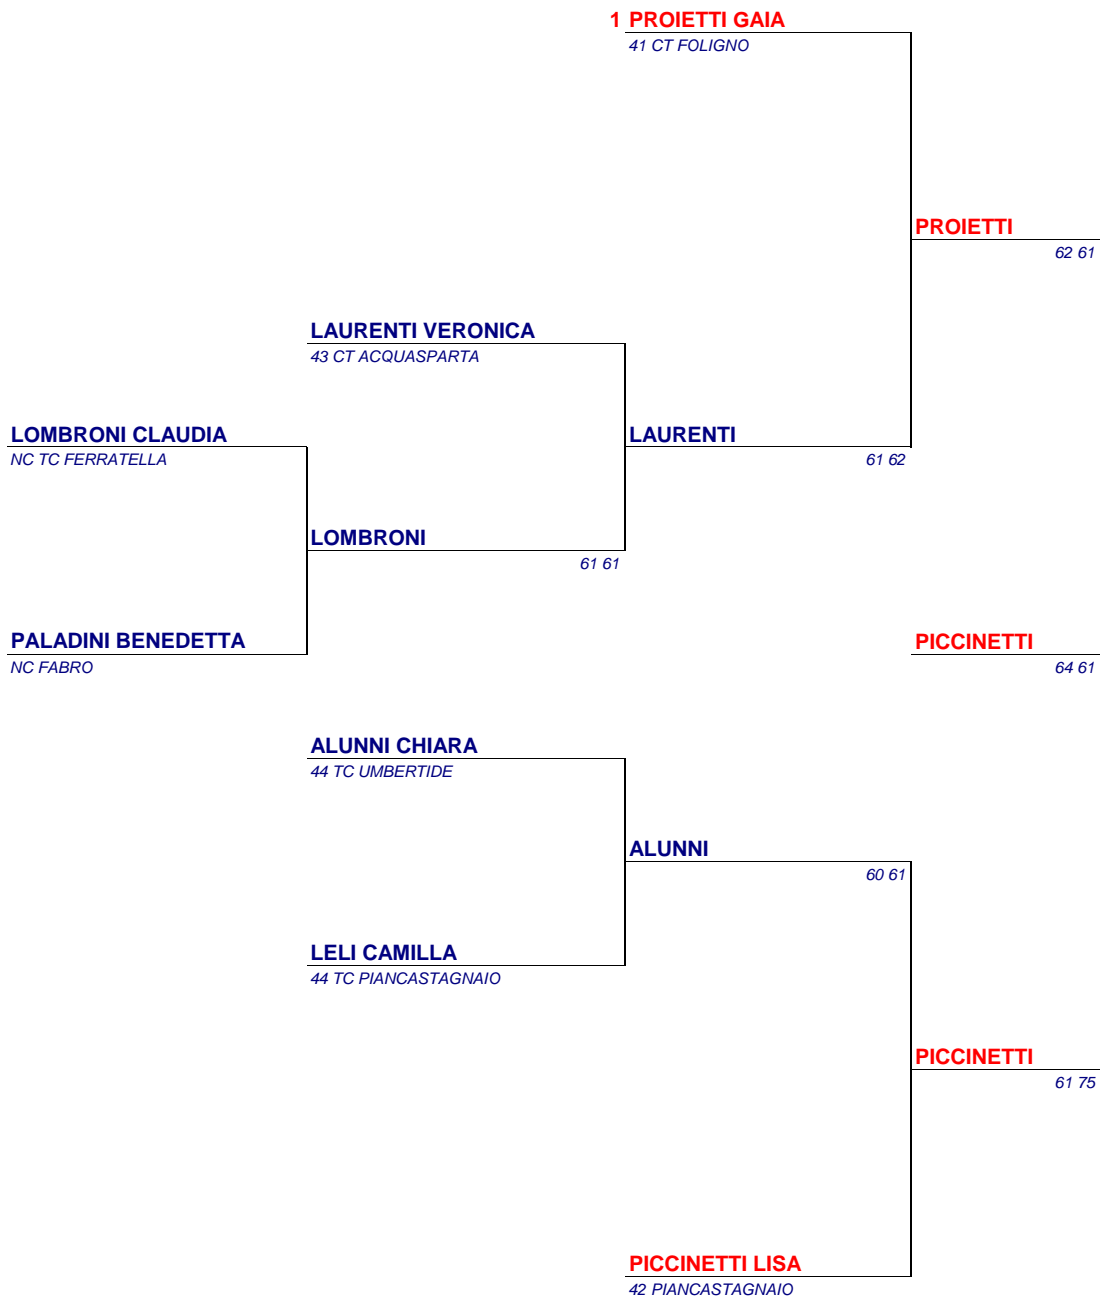 1 PROIETTI GAIA
41 CT FOLIGNO
PROIETTI
62 61
LAURENTI VERONICA
43 CT ACQUASPARTA
LOMBRONI CLAUDIA
NC TC FERRATELLA
LAURENTI
61 62
LOMBRONI
61 61
PALADINI BENEDETTA
NC FABRO
PICCINETTI
64 61
ALUNNI CHIARA
44 TC UMBERTIDE
ALUNNI
60 61
LELI CAMILLA
44 TC PIANCASTAGNAIO
PICCINETTI
61 75
PICCINETTI LISA
42 PIANCASTAGNAIO